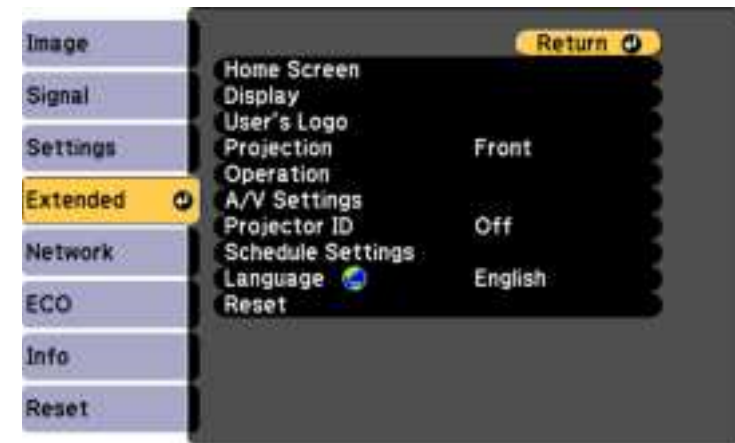 Image
Signal
Settings
Extended
Network
ECO
Info
Reset
Return
Home Screen
Display
User's Logo
Projection Front
Operation
A/V Settings
Projector ID Off
Schedule Settings
Language English
Reset